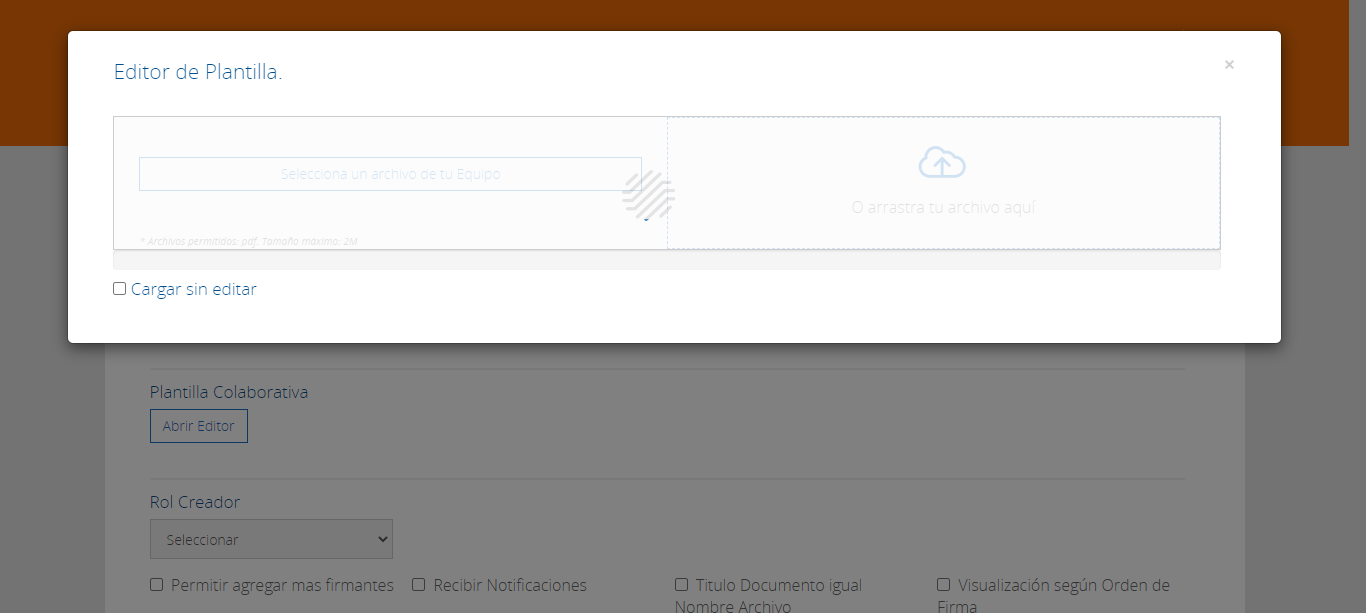 Editor de Plantilla.
×
Selecciona un archivo de tu Equipo
* Archivos permitidos: pdf. Tamaño maximo: 2M
O arrastra tu archivo aquí
Cargar sin editar
Plantilla Colaborativa
Abrir Editor
Rol Creador
Seleccionar
Permitir agregar mas firmantes
Recibir Notificaciones
Titulo Documento igual
Nombre Archivo
Visualización según Orden de
Firma